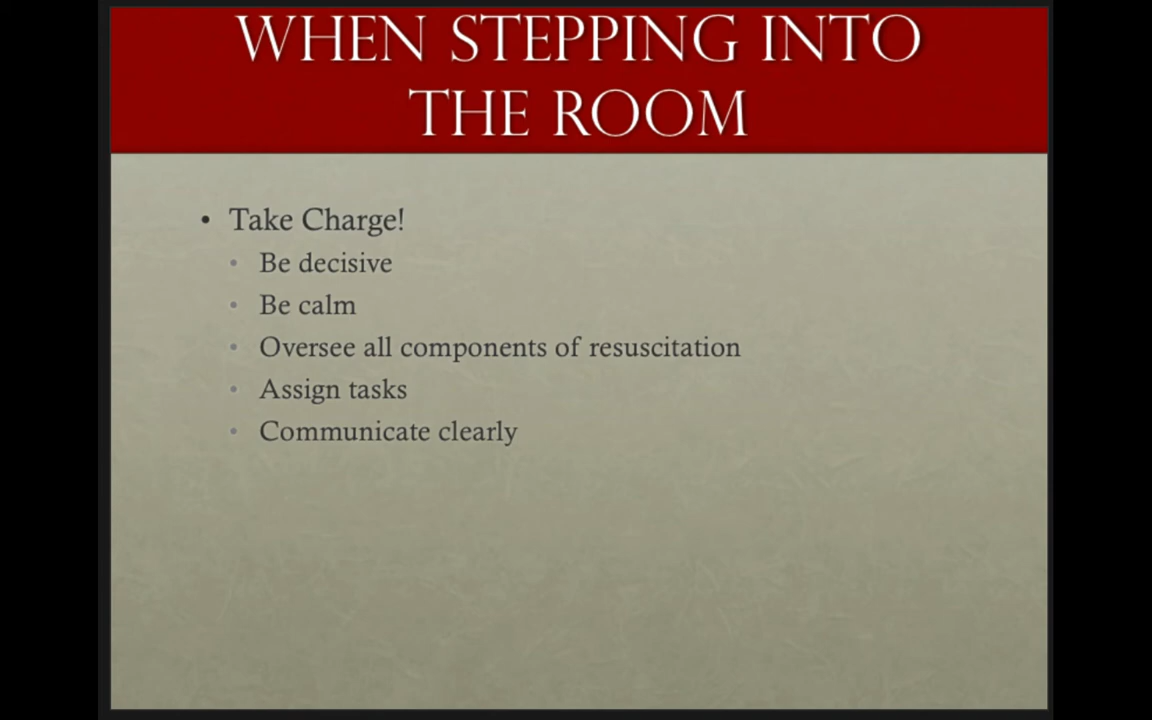 WHEN STEPPING INTO
THE ROOM
• Take Charge!
• Be decisive
• Be calm
• Oversee all components of resuscitation
• Assign tasks
• Communicate clearly